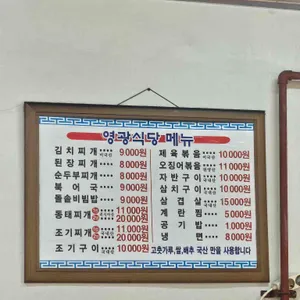 영광식당 메뉴
김치찌개 9000원
된장찌개 8000원
순두부찌개 8000원
북어국 9000원
돌솥비빔밥 9000원
동태찌개 11000원
20000원
조기찌개 11000원
20000원
조기구이 10000원
제육볶음 10000원
오징어볶음 11000원
자반구이 10000원
삼치구이 10000원
삼겹살 15000원
계란찜 5000원
공기밥 1000원
냉면 8000원
고춧가루,쌀,배추 국산 만을 사용합니다